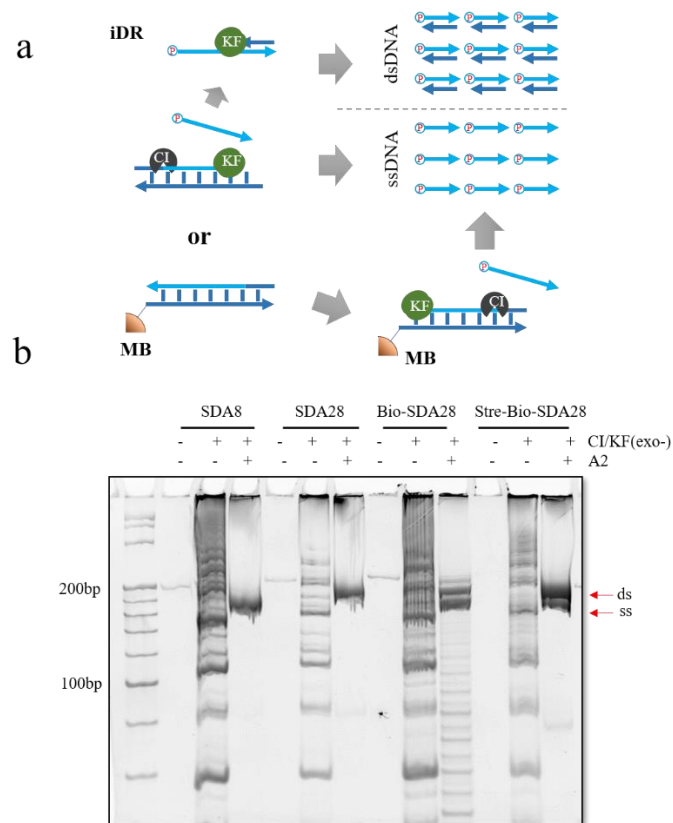 a
iDR
KF
P
P
CI
KF
or
MB
KF
CI
MB
P
dsDNA
P P P
P P P
P P P
ssDNA
P P P
P P P
P P P
b
SDA8 SDA28 Bio-SDA28 Stre-Bio-SDA28
- + + - + + - + + - + + CI/KF(exo-)
- - + - - + - - + - - + A2
200bp
100bp
ds
ss